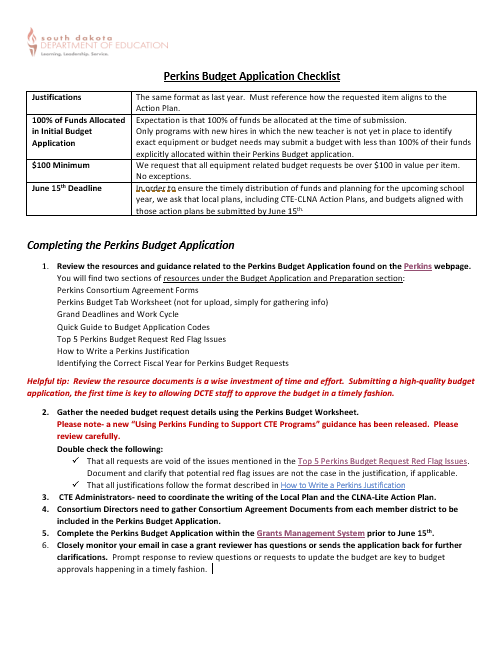 south dakota
DEPARTMENT OF EDUCATION
Learning. Leadership. Service.
Perkins Budget Application Checklist
Justifications
The same format as last year.  Must reference how the requested item aligns to the
Action Plan.
100% of Funds Allocated
in Initial Budget
Application
Expectation is that 100% of funds be allocated at the time of submission.
Only programs with new hires in which the new teacher is not yet in place to identify
exact equipment or budget needs may submit a budget with less than 100% of their funds
explicitly allocated within their Perkins Budget application.
$100 Minimum
We request that all equipment related budget requests be over $100 in value per item.
No exceptions.
June 15th Deadline
In order to ensure the timely distribution of funds and planning for the upcoming school
year, we ask that local plans, including CTE-CLNA Action Plans, and budgets aligned with
those action plans be submitted by June 15th.
Completing the Perkins Budget Application
1. Review the resources and guidance related to the Perkins Budget Application found on the Perkins webpage.
You will find two sections of resources under the Budget Application and Preparation section:
Perkins Consortium Agreement Forms
Perkins Budget Tab Worksheet (not for upload, simply for gathering info)
Grand Deadlines and Work Cycle
Quick Guide to Budget Application Codes
Top 5 Perkins Budget Request Red Flag Issues
How to Write a Perkins Justification
Identifying the Correct Fiscal Year for Perkins Budget Requests
Helpful tip:  Review the resource documents is a wise investment of time and effort.  Submitting a high-quality budget
application, the first time is key to allowing DCTE staff to approve the budget in a timely fashion.
2. Gather the needed budget request details using the Perkins Budget Worksheet.
Please note- a new “Using Perkins Funding to Support CTE Programs” guidance has been released.  Please
review carefully.
Double check the following:
✓ That all requests are void of the issues mentioned in the Top 5 Perkins Budget Request Red Flag Issues.
Document and clarify that potential red flag issues are not the case in the justification, if applicable.
✓ That all justifications follow the format described in How to Write a Perkins Justification
3. CTE Administrators- need to coordinate the writing of the Local Plan and the CLNA-Lite Action Plan.
4. Consortium Directors need to gather Consortium Agreement Documents from each member district to be
included in the Perkins Budget Application.
5. Complete the Perkins Budget Application within the Grants Management System prior to June 15th.
6. Closely monitor your email in case a grant reviewer has questions or sends the application back for further
clarifications.  Prompt response to review questions or requests to update the budget are key to budget
approvals happening in a timely fashion.